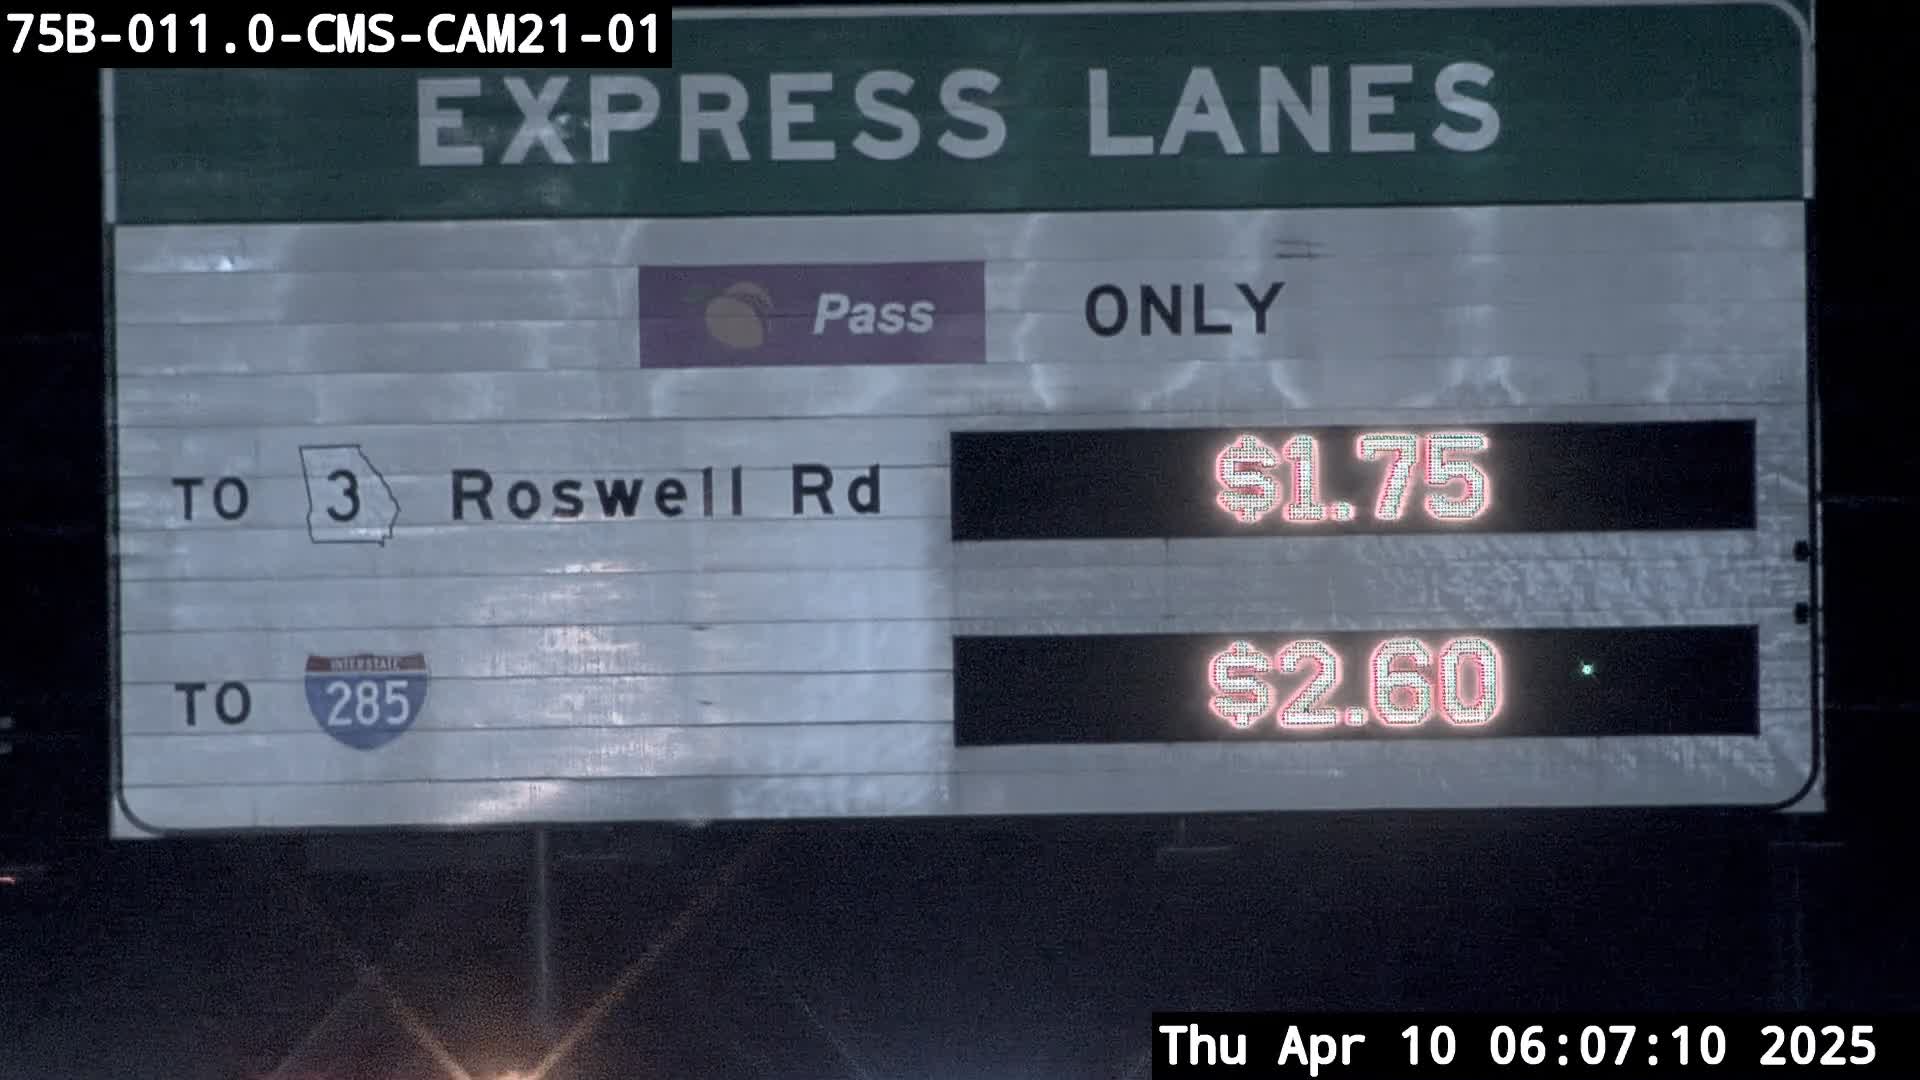 75B-011.0-CMS-CAM21-01
EXPRESS LANES
Pass ONLY
TO 3 Roswell Rd $1.75
TO INTERSTATE 285 $2.60
Thu Apr 10 06:07:10 2025